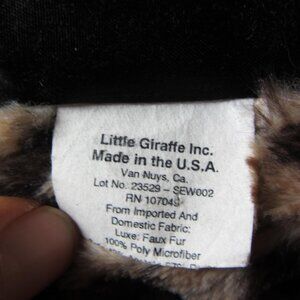 Little Giraffe Inc.
Made in the U.S.A.
Van Nuys, Ca.
Lot No. 23529 - SEW002
RN 107049
From Imported And
Domestic Fabric:
Luxe: Faux Fur
100% Poly Microfiber